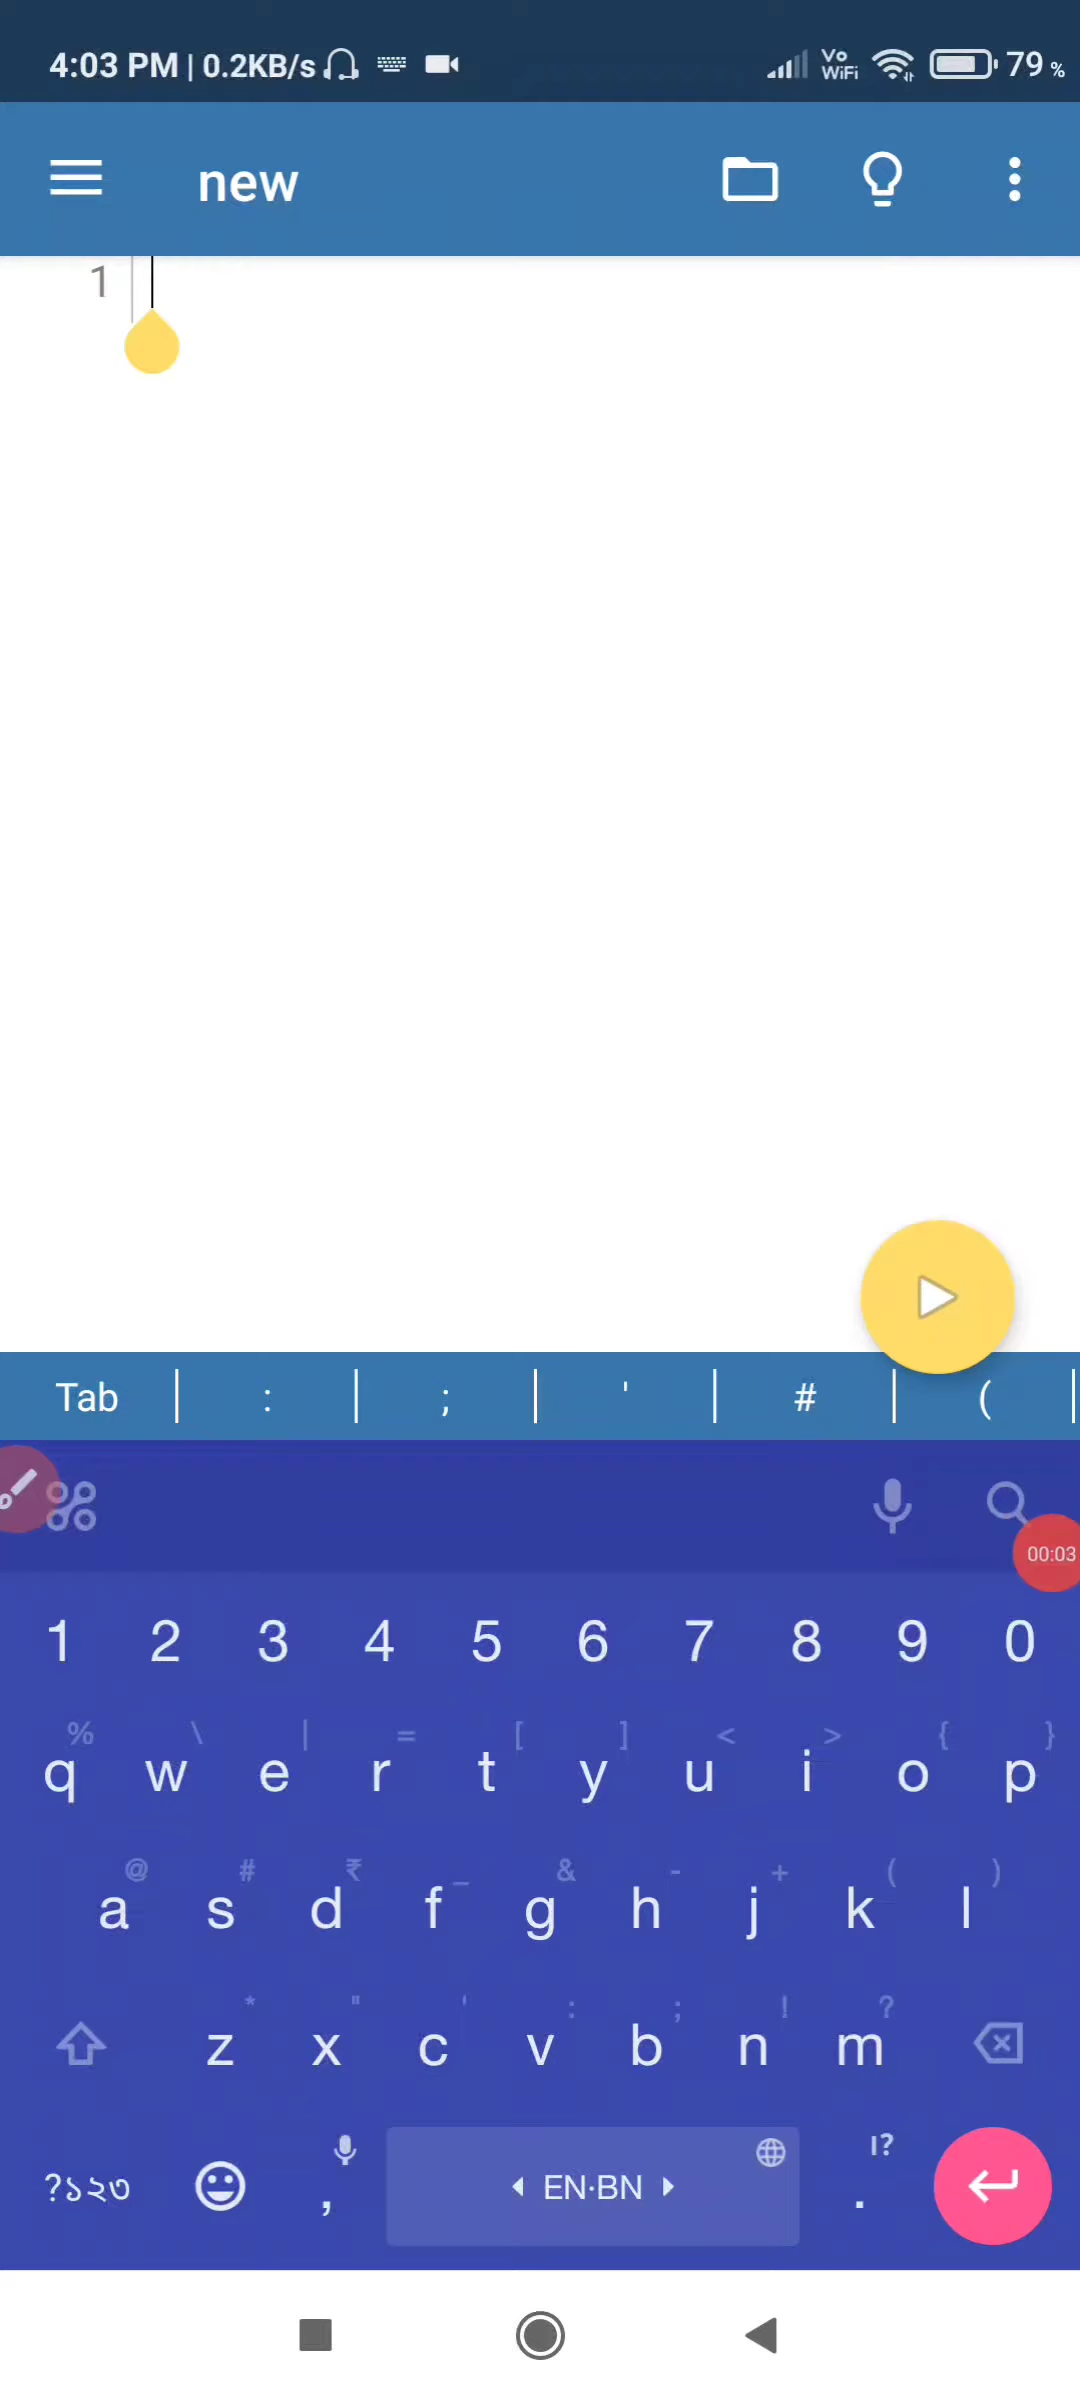 4:03 PM | 0.2KB/s Vo WiFi 79 %
new
1
Tab : ; ' # (
00:03
1 2 3 4 5 6 7 8 9 0
% \ | = [ ] < > { }
q w e r t y u i o p
@ # ₹ _ & - + ( )
a s d f g h j k l
* " ' : ; ! ?
z x c v b n m
?১২৩ , EN·BN . ।?